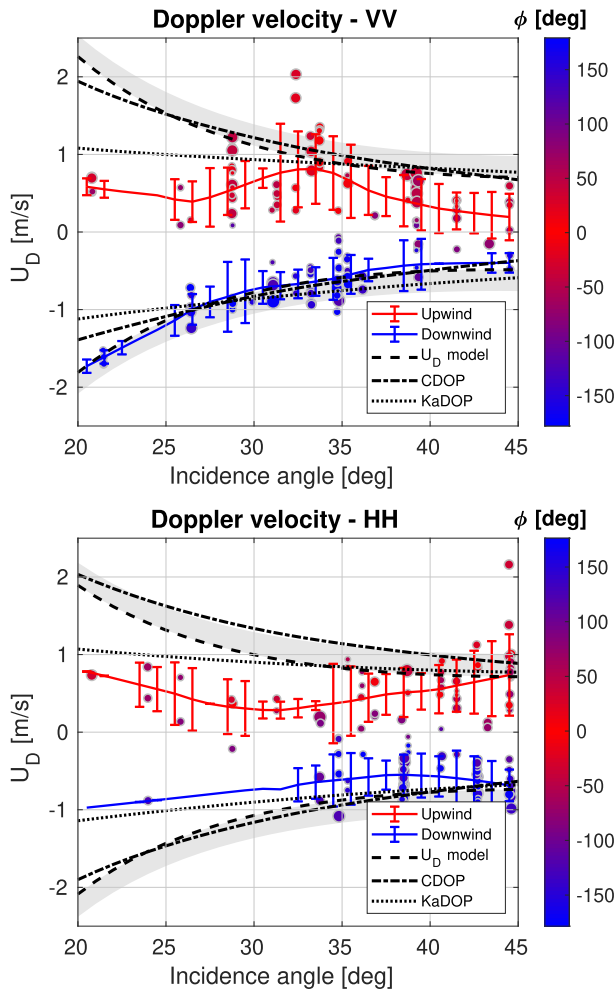 Doppler velocity - VV
ϕ [deg]
2
1
0
-1
-2
U_D [m/s]
20 25 30 35 40 45
Incidence angle [deg]
Upwind
Downwind
U_D model
CDOP
KaDOP
150
100
50
0
-50
-100
-150
Doppler velocity - HH
ϕ [deg]
2
1
0
-1
-2
U_D [m/s]
20 25 30 35 40 45
Incidence angle [deg]
Upwind
Downwind
U_D model
CDOP
KaDOP
150
100
50
0
-50
-100
-150